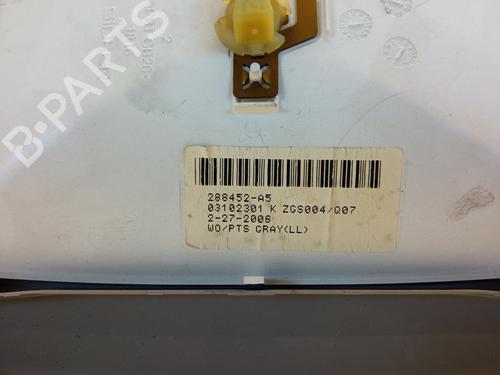 B-PARTS
288452-A5
03102301 K ZGS004/Q07
2-27-2006
WO/PTS GRAY(LL)